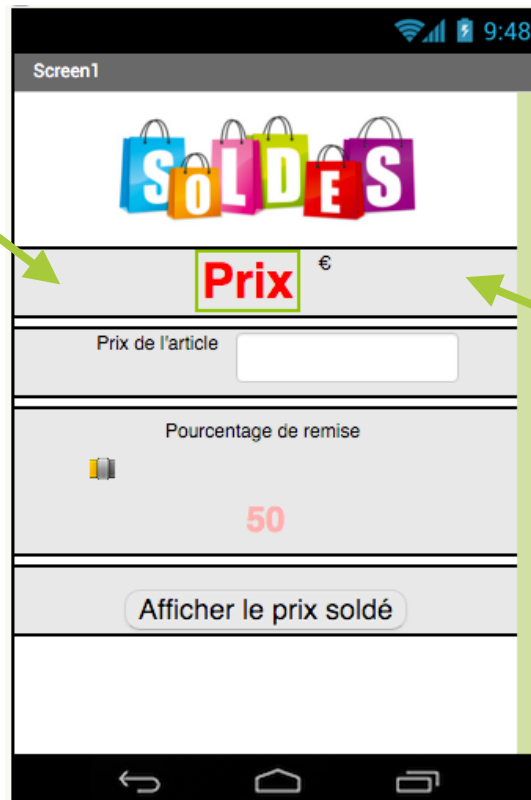 9:48
Screen1
SOLDES
Prix €
Prix de l'article
Pourcentage de remise
50
Afficher le prix soldé